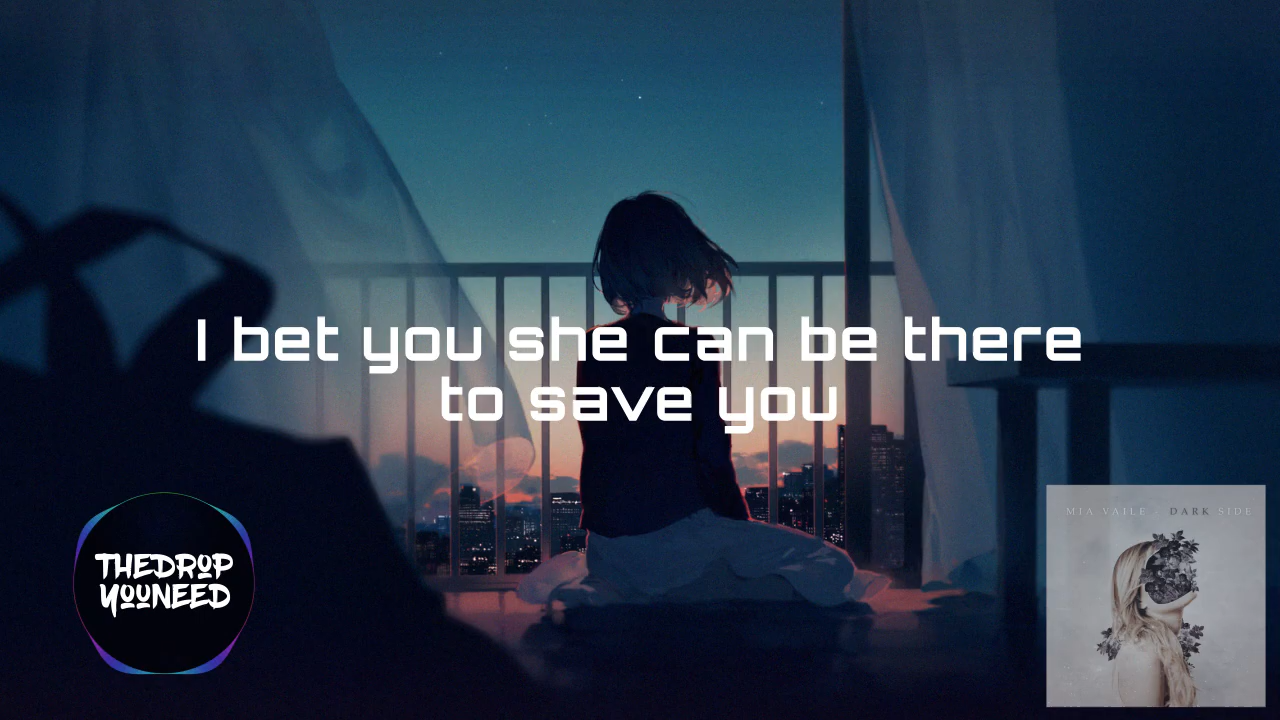 I bet you she can be there
to save you
THEDROP
YOUNEED
MIA VAILE DARK SIDE